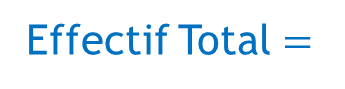 Effectif Total =